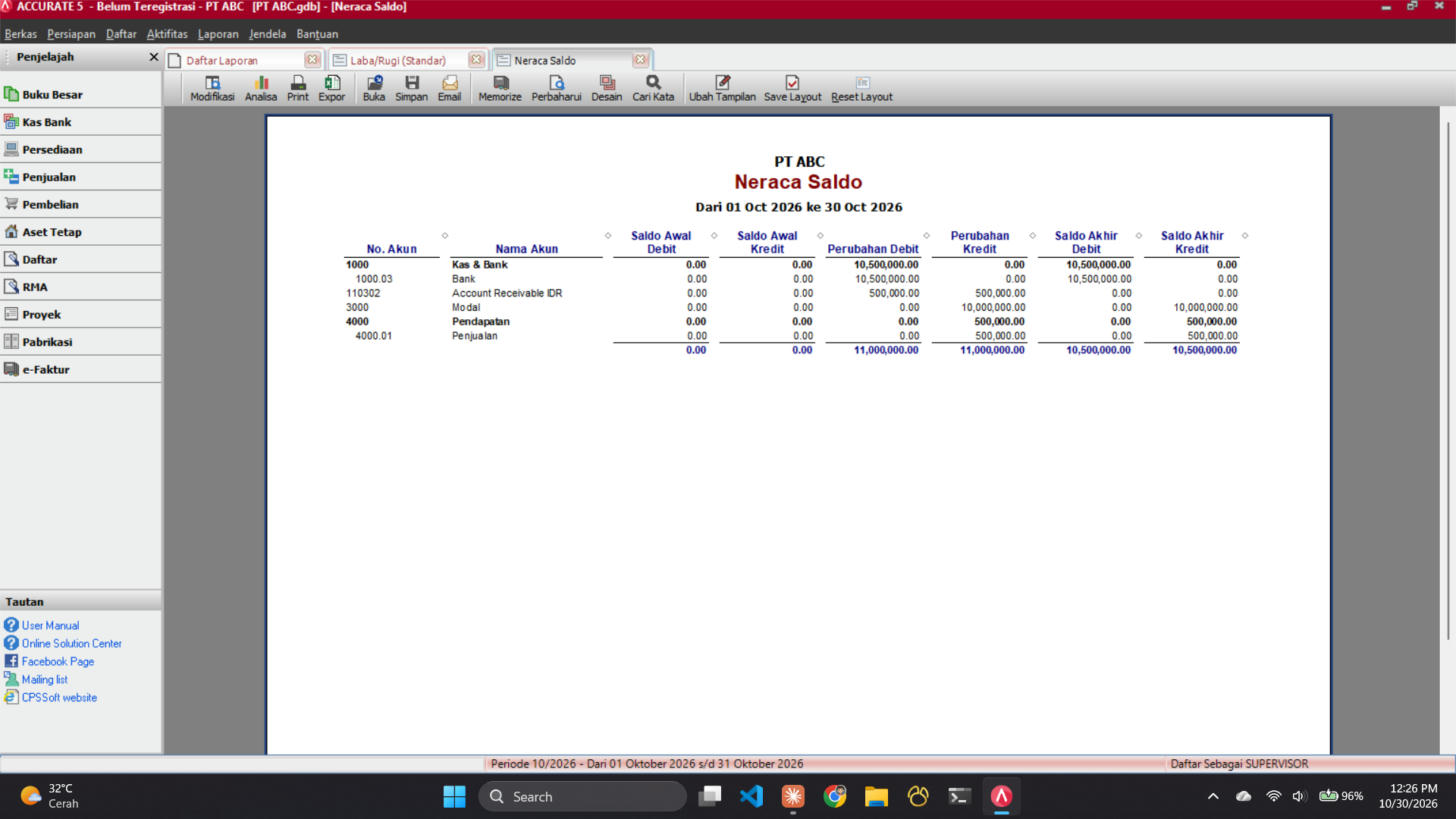 ACCURATE 5 - Belum Teregistrasi - PT ABC [PT ABC.gdb] - [Neraca Saldo]
Berkas Persiapan Daftar Aktifitas Laporan Jendela Bantuan
Penjelajah
Daftar Laporan
Laba/Rugi (Standar)
Neraca Saldo
Modifikasi Analisa Print Expor Buka Simpan Email Memorize Perbaharui Desain Cari Kata Ubah Tampilan Save Layout Reset Layout
Buku Besar
Kas Bank
Persediaan
Penjualan
Pembelian
Aset Tetap
Daftar
RMA
Proyek
Pabrikasi
e-Faktur
Tautan
User Manual
Online Solution Center
Facebook Page
Mailing list
CPSSoft website
PT ABC
Neraca Saldo
Dari 01 Oct 2026 ke 30 Oct 2026
No. Akun Nama Akun Saldo Awal Debit Saldo Awal Kredit Perubahan Debit Perubahan Kredit Saldo Akhir Debit Saldo Akhir Kredit
1000 Kas & Bank 0.00 0.00 10,500,000.00 0.00 10,500,000.00 0.00
1000.03 Bank 0.00 0.00 10,500,000.00 0.00 10,500,000.00 0.00
110302 Account Receivable IDR 0.00 0.00 500,000.00 500,000.00 0.00 0.00
3000 Modal 0.00 0.00 0.00 10,000,000.00 0.00 10,000,000.00
4000 Pendapatan 0.00 0.00 0.00 500,000.00 0.00 500,000.00
4000.01 Penjualan 0.00 0.00 0.00 500,000.00 0.00 500,000.00
0.00 0.00 11,000,000.00 11,000,000.00 10,500,000.00 10,500,000.00
Periode 10/2026 - Dari 01 Oktober 2026 s/d 31 Oktober 2026
Daftar Sebagai SUPERVISOR
32°C
Cerah
Search
96%
12:26 PM
10/30/2026